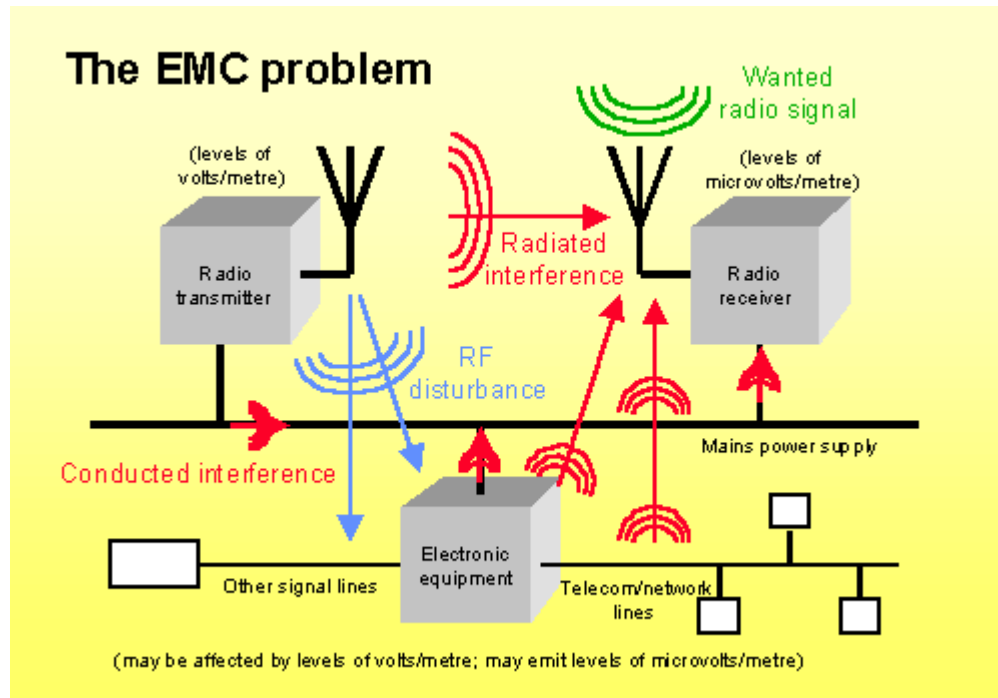 The EMC problem
Wanted
radio signal
(levels of
volts/metre)
(levels of
microvolts/metre)
Radio
transmitter
Radiated
interference
Radio
receiver
RF
disturbance
Mains power supply
Conducted interference
Electronic
equipment
Other signal lines
Telecom/network
lines
(may be affected by levels of volts/metre; may emit levels of microvolts/metre)